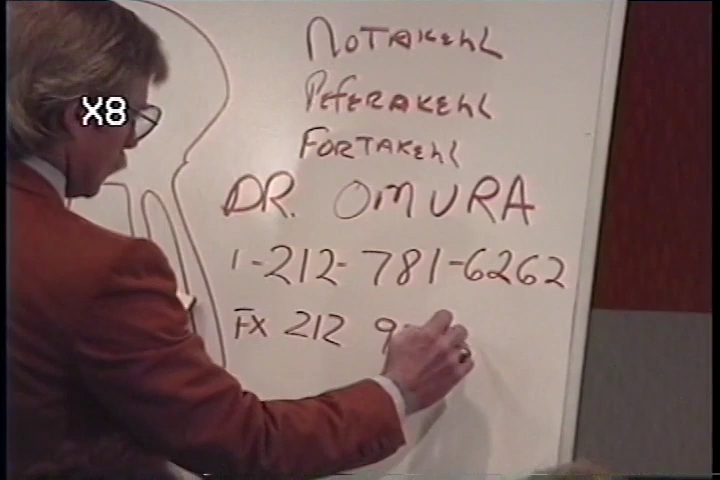 NOTAKEHL
PEFERAKEHL
FORTAKEHL
DR. OMURA
1-212-781-6262
FX 212 9
X8